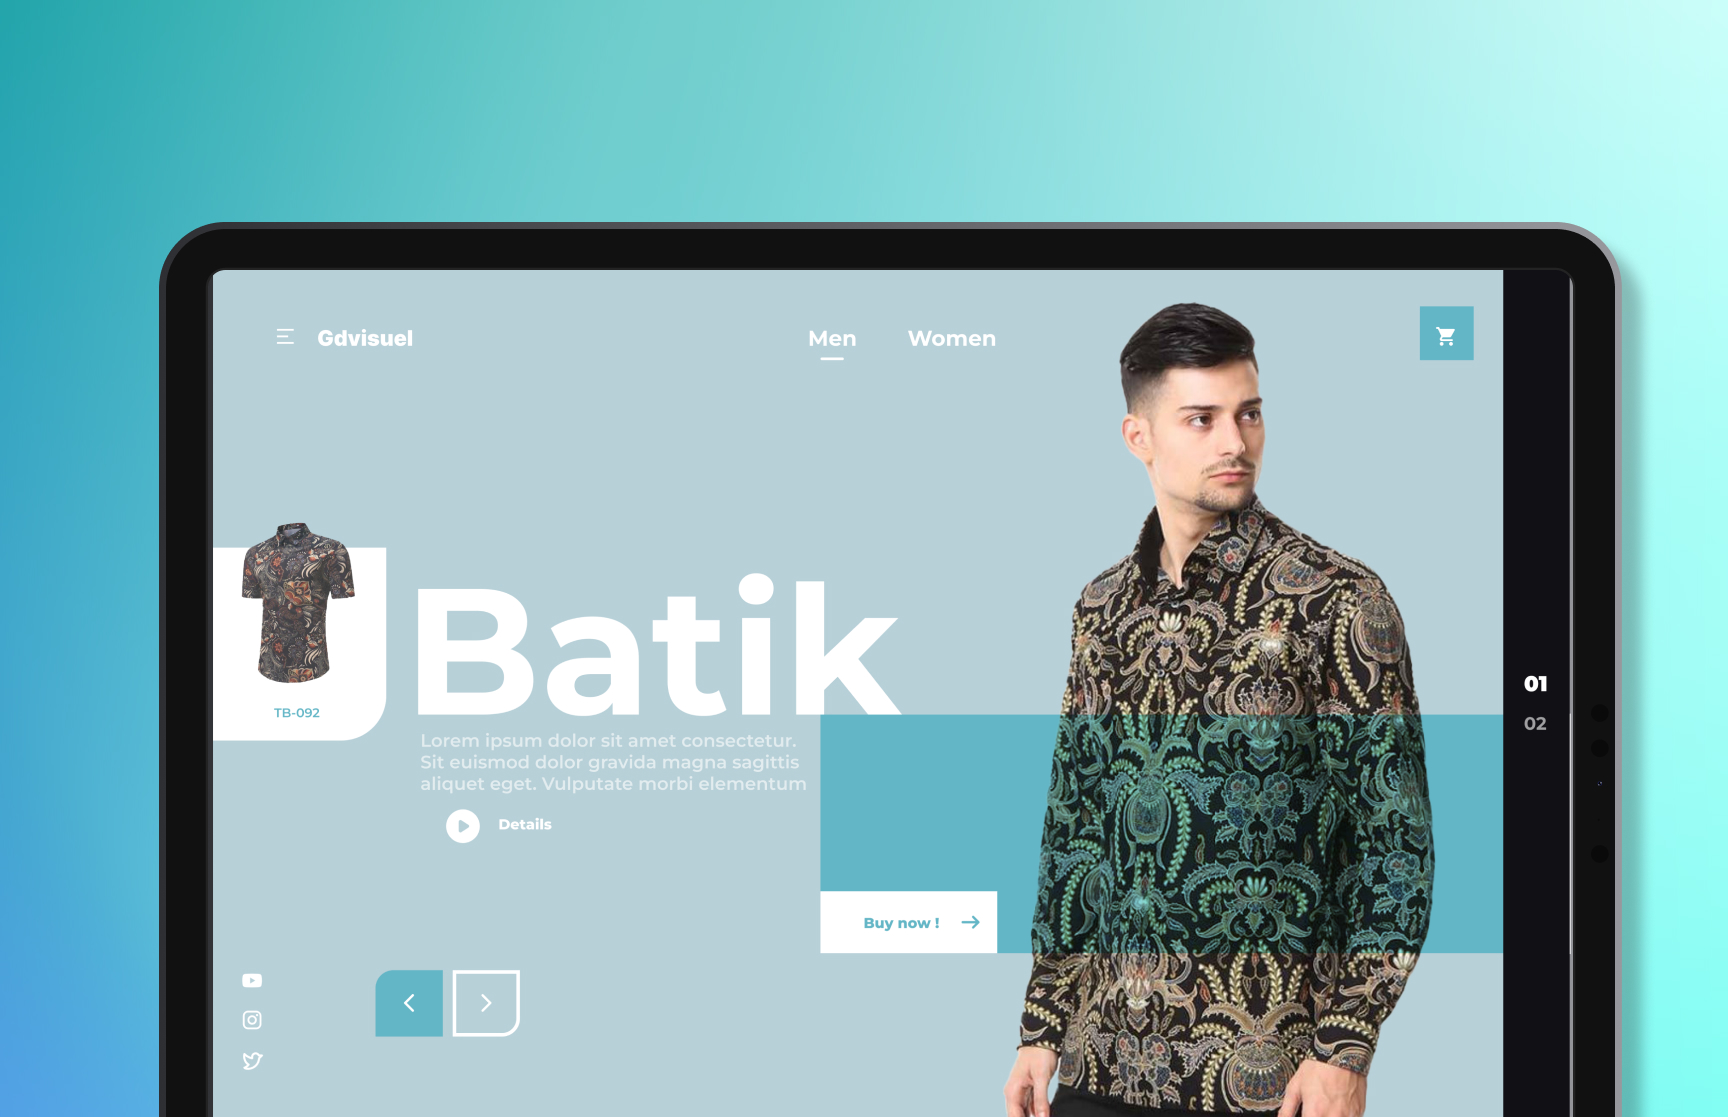 Gdvisuel
Men
Women
Batik
TB-092
Lorem ipsum dolor sit amet consectetur.
Sit euismod dolor gravida magna sagittis
aliquet eget. Vulputate morbi elementum
Details
Buy now !
01
02